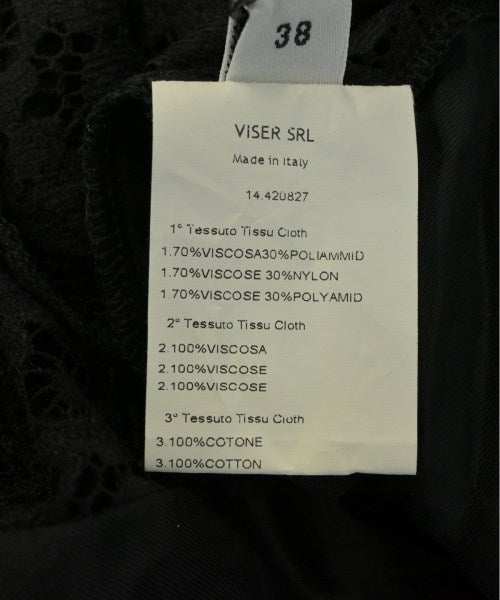 38
VISER SRL
Made in Italy
14.420827
1° Tessuto Tissu Cloth
1.70%VISCOSA30%POLIAMMID
1.70%VISCOSE 30%NYLON
1.70%VISCOSE 30%POLYAMID
2° Tessuto Tissu Cloth
2.100%VISCOSA
2.100%VISCOSE
2.100%VISCOSE
3° Tessuto Tissu Cloth
3.100%COTONE
3.100%COTTON